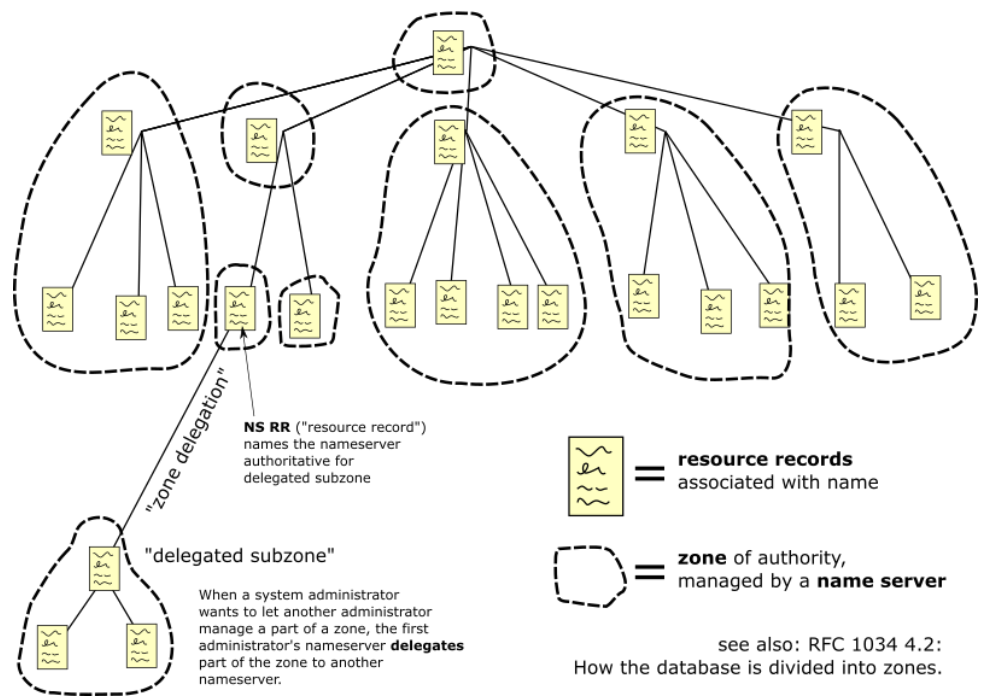 "zone delegation"
NS RR ("resource record")
names the nameserver
authoritative for
delegated subzone
resource records
associated with name
"delegated subzone"
zone of authority,
managed by a name server
When a system administrator
wants to let another administrator
manage a part of a zone, the first
administrator's nameserver delegates
part of the zone to another
nameserver.
see also: RFC 1034 4.2:
How the database is divided into zones.